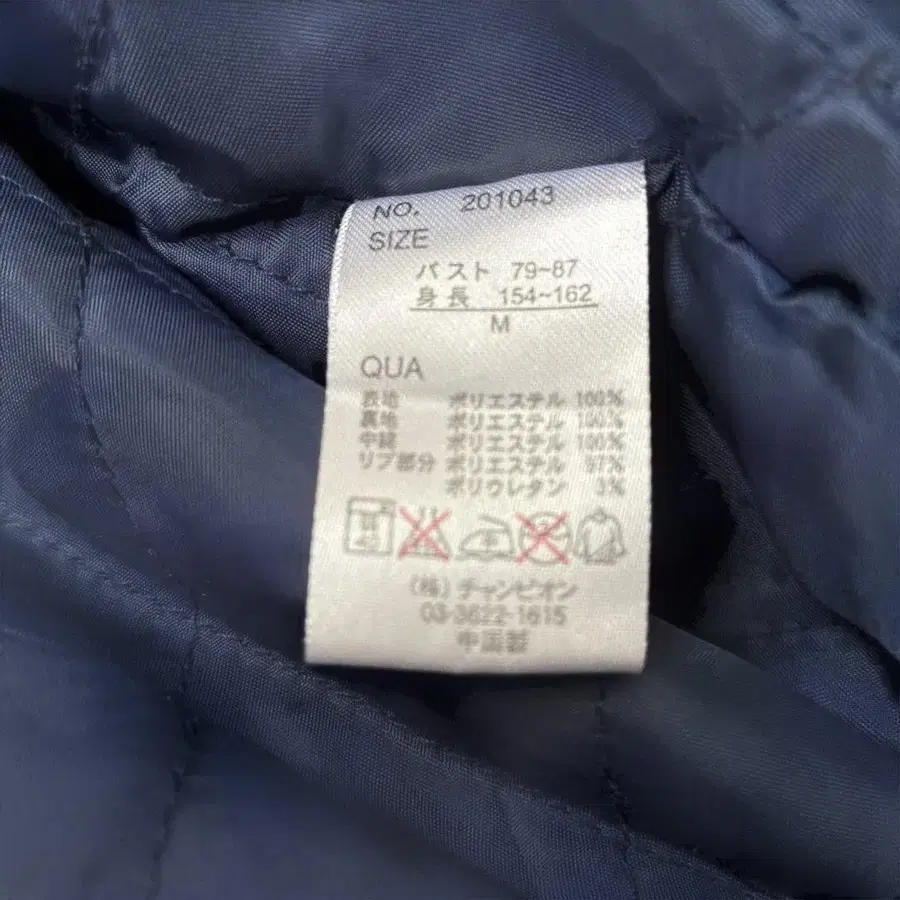 NO. 201043
SIZE
バスト 79~87
身長 154~162
M
QUA
表地 ポリエステル 100%
裏地 ポリエステル 100%
中綿 ポリエステル 100%
リブ部分 ポリエステル 97%
ポリウレタン 3%
40
(株) チャンピオン
03-3622-1615
中国製